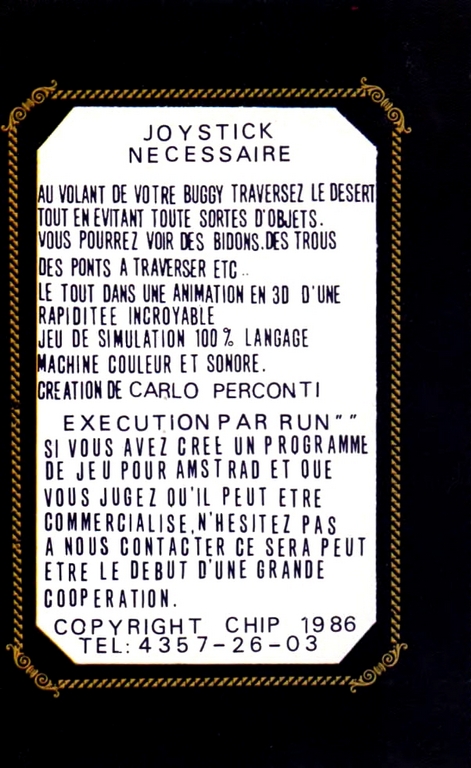 JOYSTICK
NECESSAIRE
AU VOLANT DE VOTRE BUGGY TRAVERSEZ LE DESERT
TOUT EN EVITANT TOUTE SORTES D'OBJETS.
VOUS POURREZ VOIR DES BIDONS.DES TROUS
DES PONTS A TRAVERSER ETC..
LE TOUT DANS UNE ANIMATION EN 3D D'UNE
RAPIDITEE INCROYABLE
JEU DE SIMULATION 100% LANGAGE
MACHINE COULEUR ET SONORE.
CREATION DE CARLO PERCONTI
EXECUTION PAR RUN""
SI VOUS AVEZ CREE UN PROGRAMME
DE JEU POUR AMSTRAD ET QUE
VOUS JUGEZ QU'IL PEUT ETRE
COMMERCIALISE,N'HESITEZ PAS
A NOUS CONTACTER CE SERA PEUT
ETRE LE DEBUT D'UNE GRANDE
COOPERATION.
COPYRIGHT CHIP 1986
TEL:4357-26-03